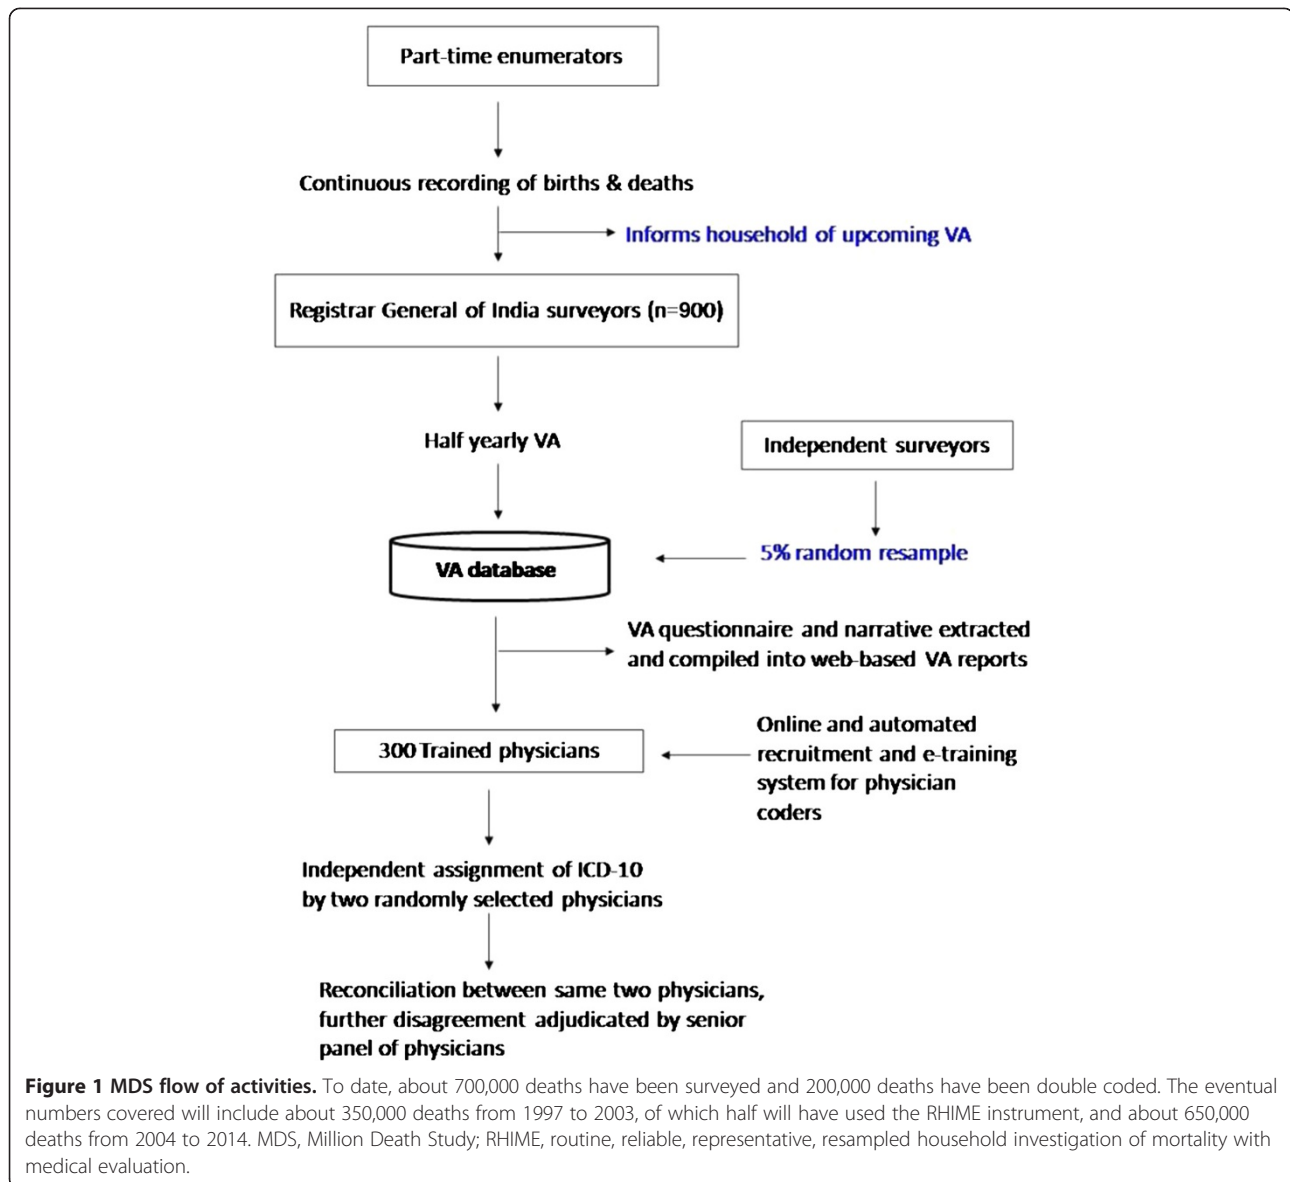 Part-time enumerators
Continuous recording of births & deaths
Informs household of upcoming VA
Registrar General of India surveyors (n=900)
Half yearly VA
Independent surveyors
5% random resample
VA database
VA questionnaire and narrative extracted
and compiled into web-based VA reports
300 Trained physicians
Online and automated
recruitment and e-training
system for physician
coders
Independent assignment of ICD-10
by two randomly selected physicians
Reconciliation between same two physicians,
further disagreement adjudicated by senior
panel of physicians
Figure 1 MDS flow of activities. To date, about 700,000 deaths have been surveyed and 200,000 deaths have been double coded. The eventual
numbers covered will include about 350,000 deaths from 1997 to 2003, of which half will have used the RHIME instrument, and about 650,000
deaths from 2004 to 2014. MDS, Million Death Study; RHIME, routine, reliable, representative, resampled household investigation of mortality with
medical evaluation.